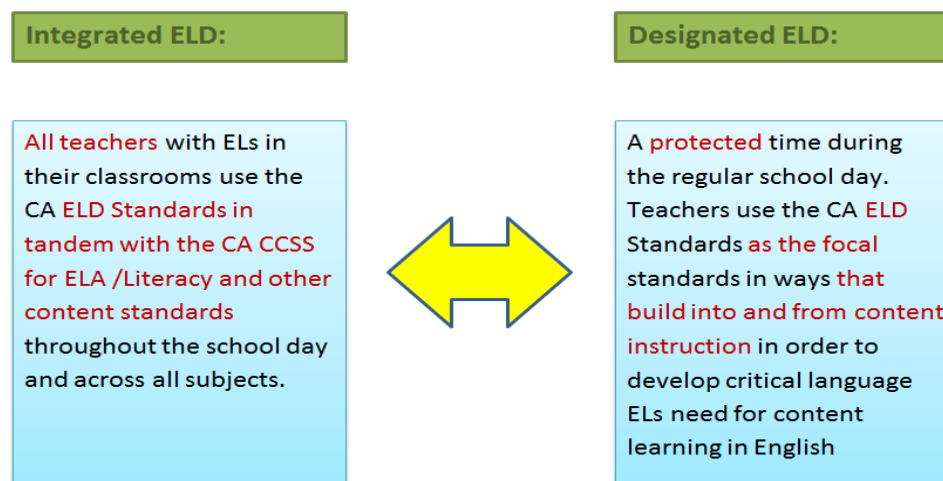 Integrated ELD:
All teachers with ELs in
their classrooms use the
CA ELD Standards in
tandem with the CA CCSS
for ELA /Literacy and other
content standards
throughout the school day
and across all subjects.
Designated ELD:
A protected time during
the regular school day.
Teachers use the CA ELD
Standards as the focal
standards in ways that
build into and from content
instruction in order to
develop critical language
ELs need for content
learning in English